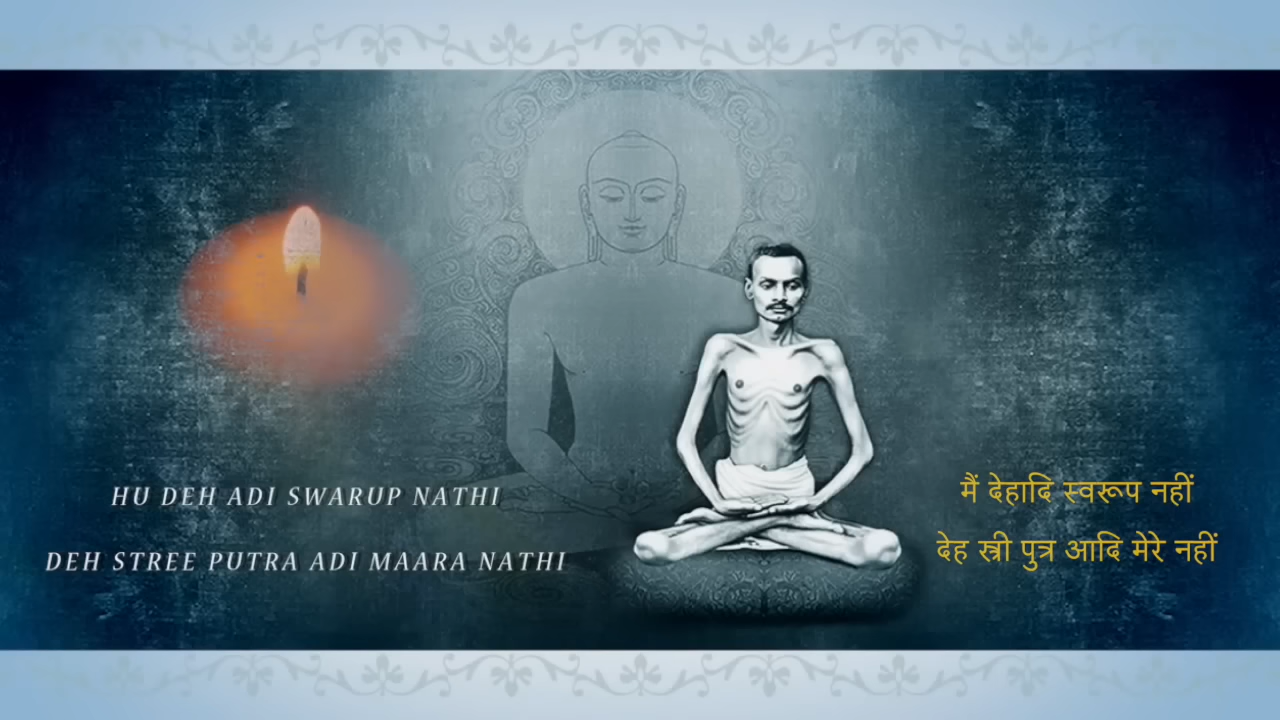 HU DEH ADI SWARUP NATHI
DEH STREE PUTRA ADI MAARA NATHI
मैं देहादि स्वरूप नहीं
देह स्त्री पुत्र आदि मेरे नहीं